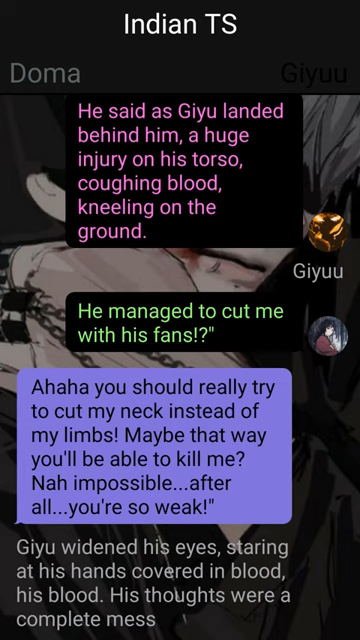 Indian TS
Doma
Giyuu
He said as Giyu landed
behind him, a huge
injury on his torso,
coughing blood,
kneeling on the
ground.
Giyuu
He managed to cut me
with his fans!?"
Ahaha you should really try
to cut my neck instead of
my limbs! Maybe that way
you'll be able to kill me?
Nah impossible...after
all...you're so weak!"
Giyu widened his eyes, staring
at his hands covered in blood,
his blood. His thoughts were a
complete mess